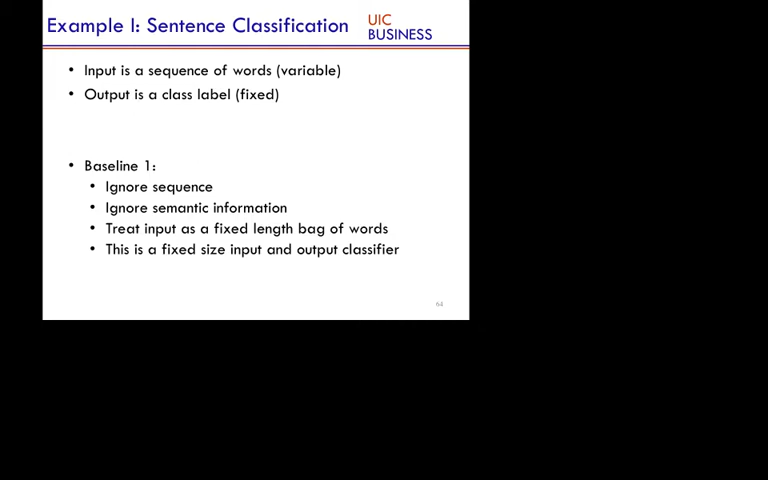 Example I: Sentence Classification
UIC
BUSINESS
• Input is a sequence of words (variable)
• Output is a class label (fixed)
• Baseline 1:
• Ignore sequence
• Ignore semantic information
• Treat input as a fixed length bag of words
• This is a fixed size input and output classifier
64